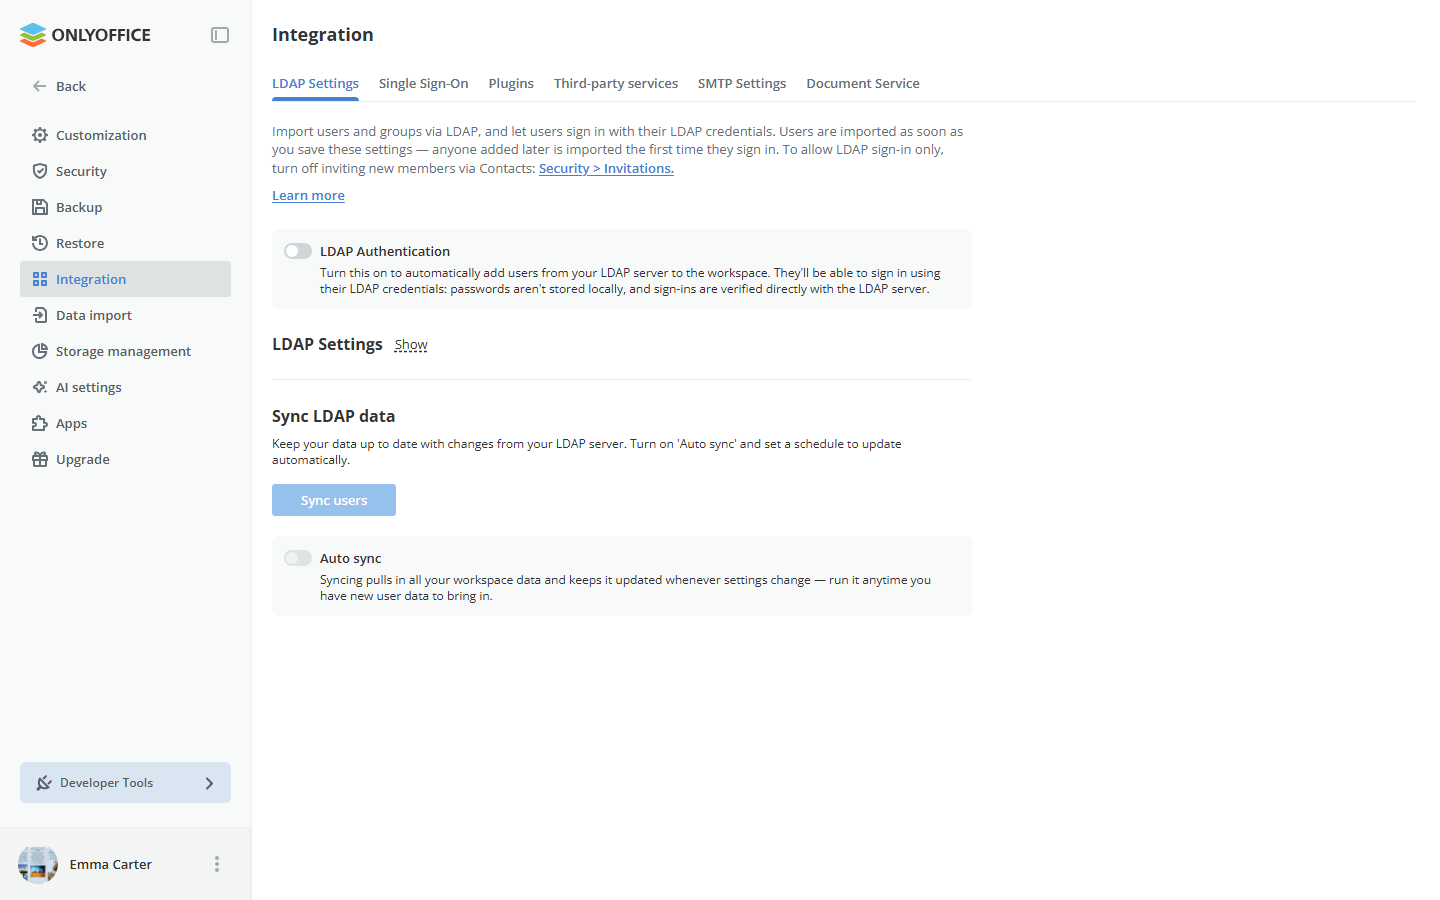 ONLYOFFICE
Back
Customization
Security
Backup
Restore
Integration
Data import
Storage management
AI settings
Apps
Upgrade
Developer Tools
Emma Carter
Integration
LDAP Settings
Single Sign-On
Plugins
Third-party services
SMTP Settings
Document Service
Import users and groups via LDAP, and let users sign in with their LDAP credentials. Users are imported as soon as
you save these settings — anyone added later is imported the first time they sign in. To allow LDAP sign-in only,
turn off inviting new members via Contacts: Security > Invitations.
Learn more
LDAP Authentication
Turn this on to automatically add users from your LDAP server to the workspace. They'll be able to sign in using
their LDAP credentials: passwords aren't stored locally, and sign-ins are verified directly with the LDAP server.
LDAP Settings Show
Sync LDAP data
Keep your data up to date with changes from your LDAP server. Turn on 'Auto sync' and set a schedule to update
automatically.
Sync users
Auto sync
Syncing pulls in all your workspace data and keeps it updated whenever settings change — run it anytime you
have new user data to bring in.